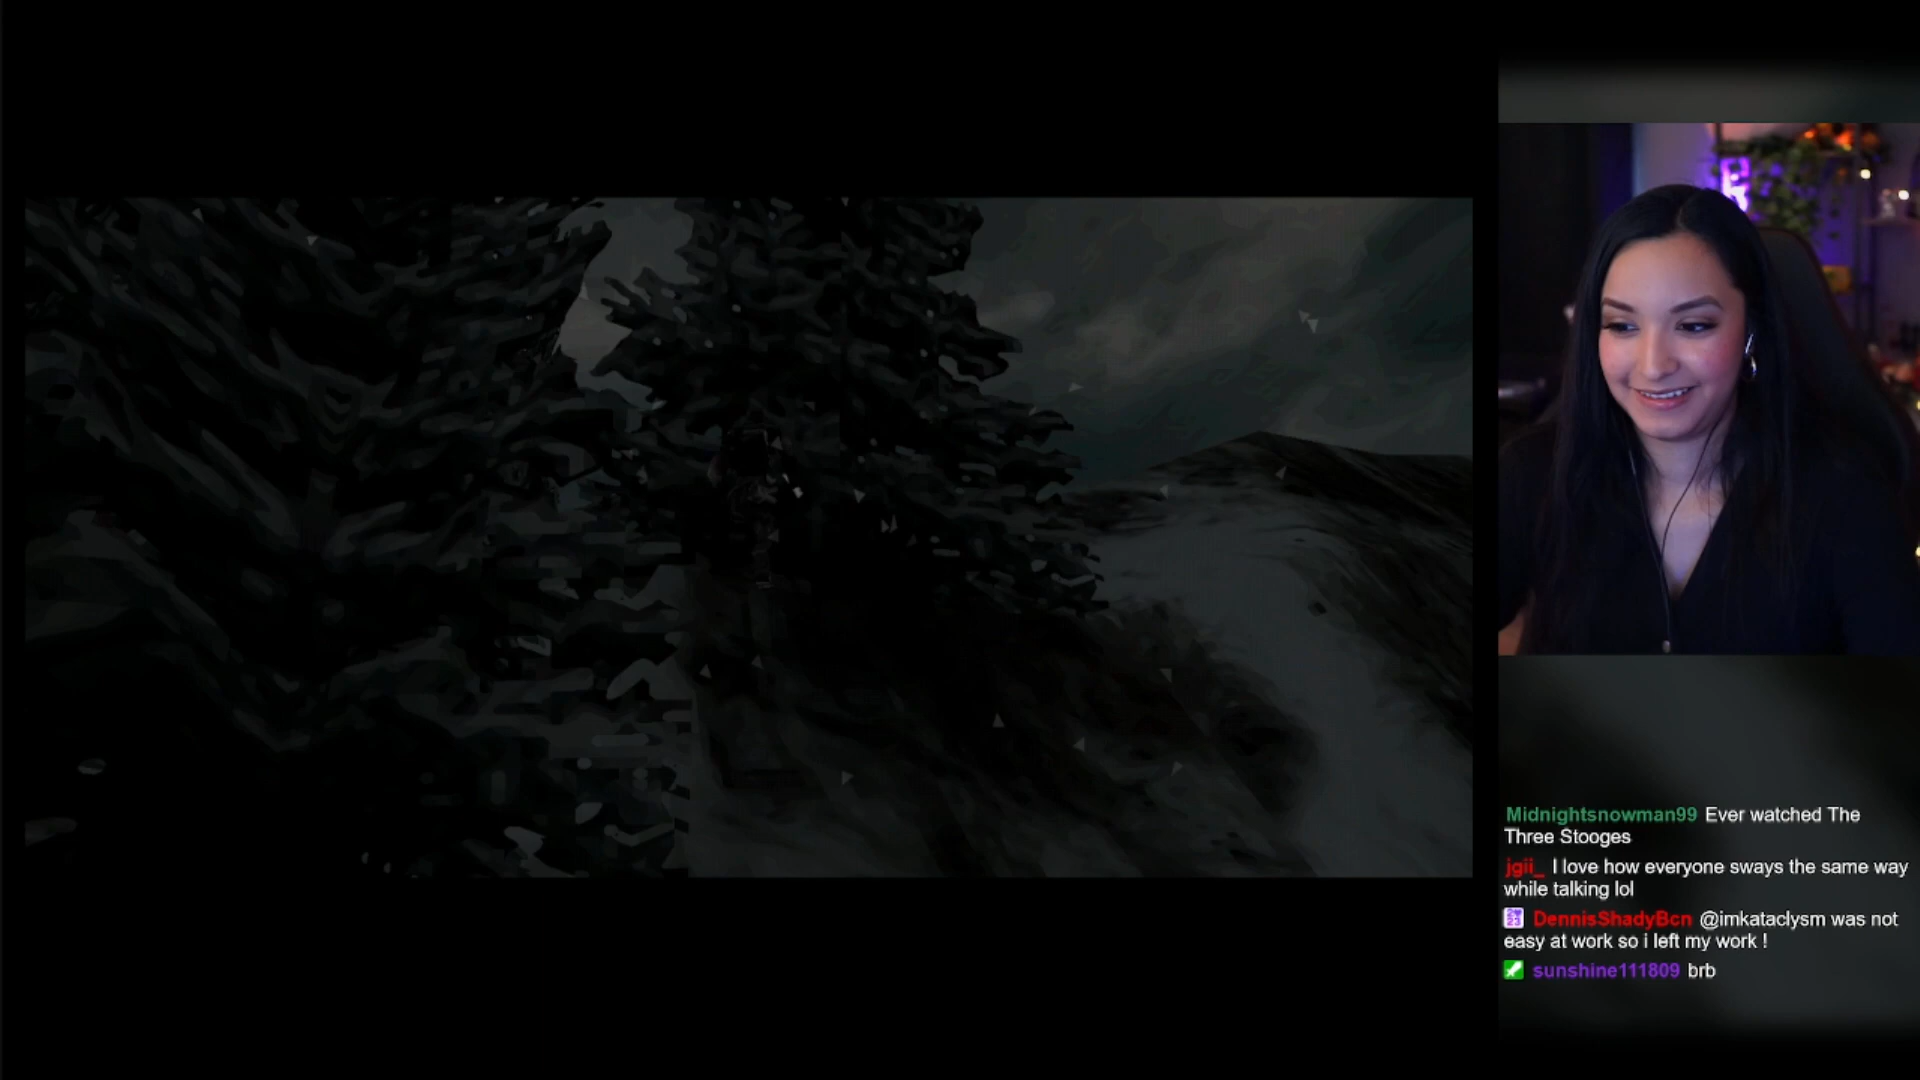 Midnightsnowman99 Ever watched The
Three Stooges
jgii_ I love how everyone sways the same way
while talking lol
DennisShadyBcn @imkataclysm was not
easy at work so i left my work !
sunshine111809 brb